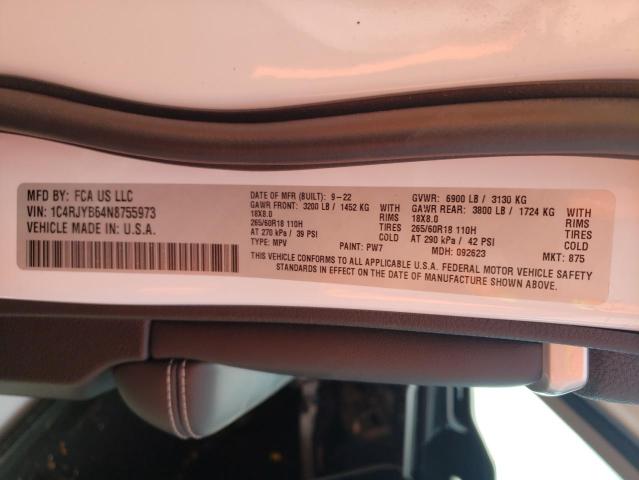 MFD BY: FCA US LLC
VIN: 1C4RJYB64N8755973
VEHICLE MADE IN: U.S.A.
DATE OF MFR (BUILT): 9-22
GAWR FRONT: 3200 LB / 1452 KG WITH
18X8.0 RIMS
265/60R18 110H TIRES
AT 270 kPa / 39 PSI COLD
TYPE: MPV PAINT: PW7
GVWR: 6900 LB / 3130 KG
GAWR REAR: 3800 LB / 1724 KG WITH
18X8.0 RIMS
265/60R18 110H TIRES
AT 290 kPa / 42 PSI COLD
MDH: 092623 MKT: 875
THIS VEHICLE CONFORMS TO ALL APPLICABLE U.S.A. FEDERAL MOTOR VEHICLE SAFETY
STANDARDS IN EFFECT ON THE DATE OF MANUFACTURE SHOWN ABOVE.